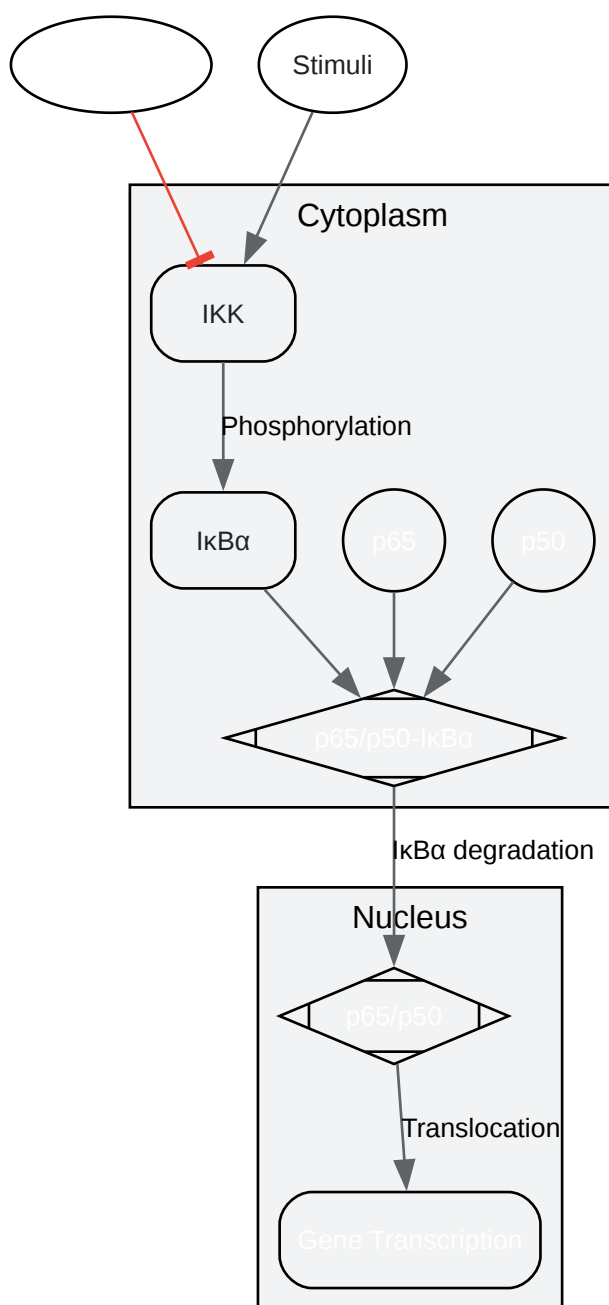 Stimuli
Cytoplasm
IKK
Phosphorylation
IκBα
p65
p50
p65/p50-IκBα
IκBα degradation
Nucleus
p65/p50
Translocation
Gene Transcription